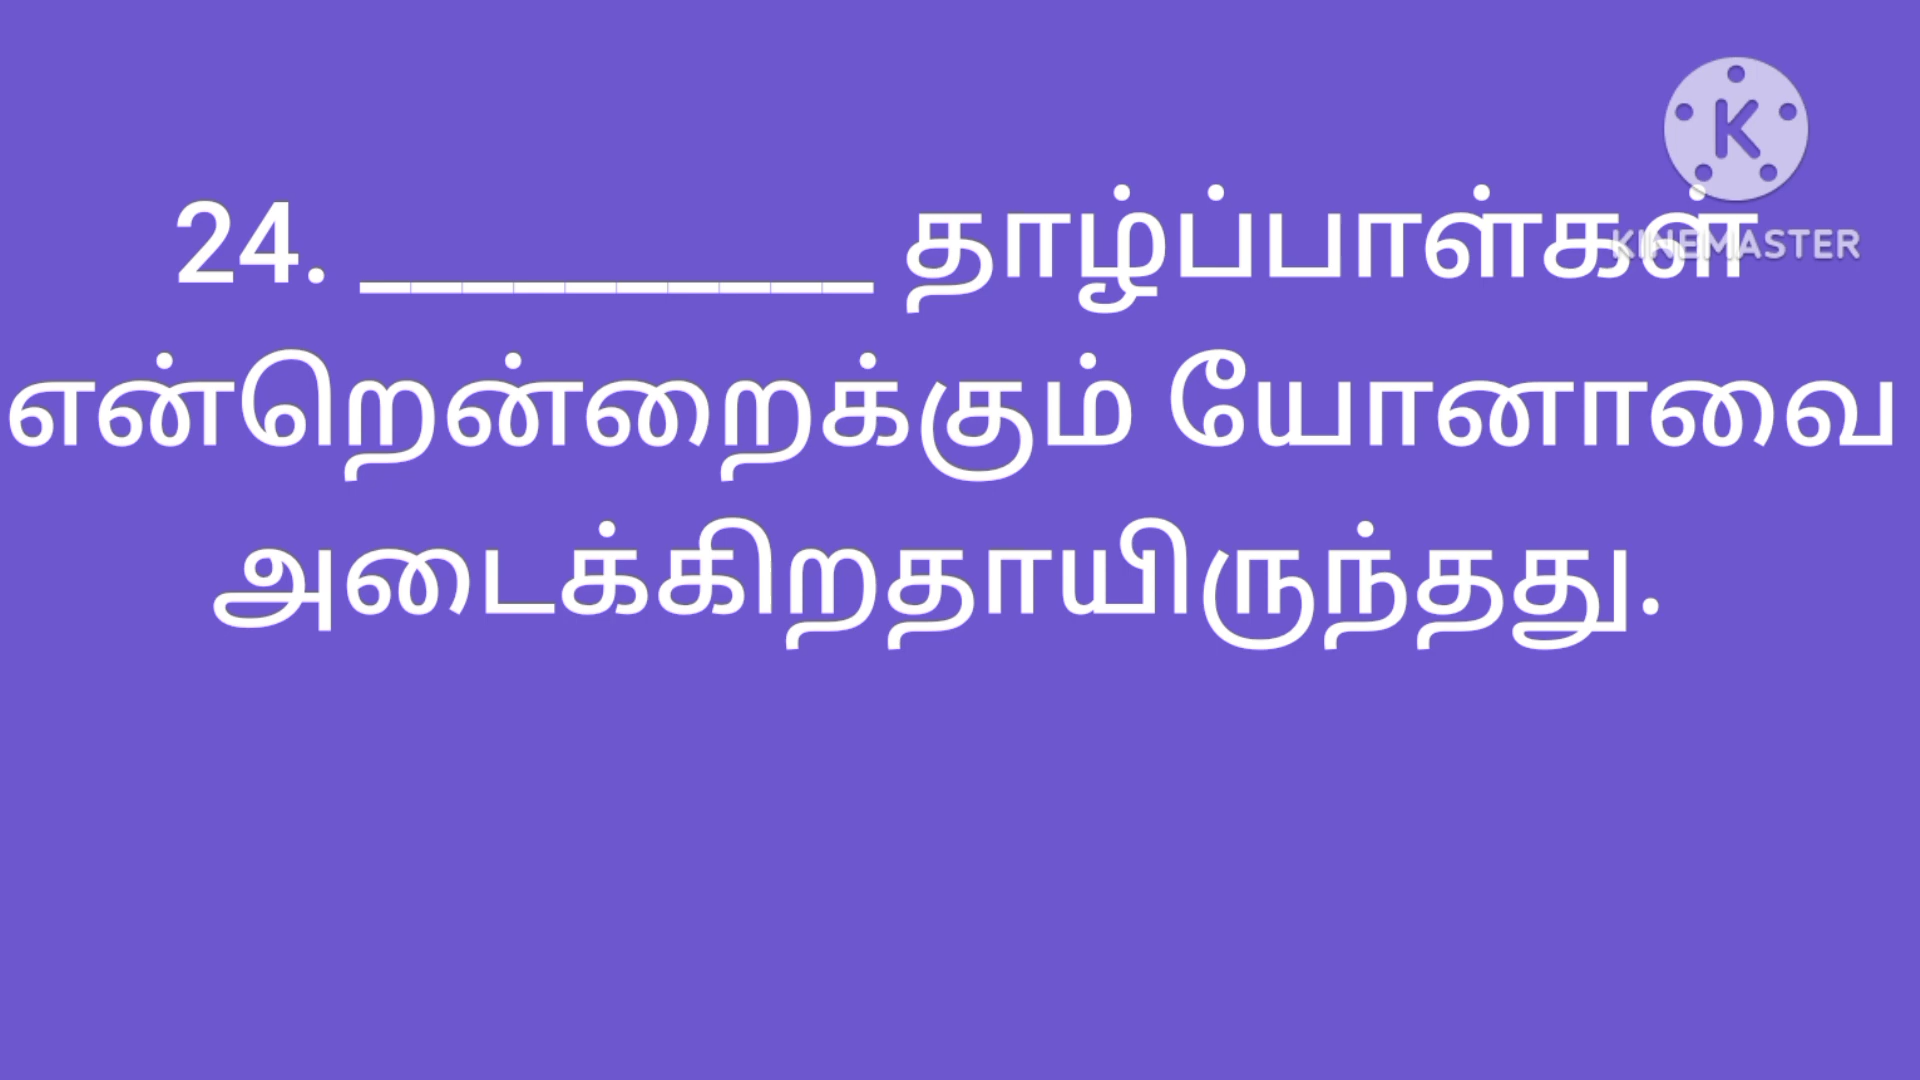 24. __________ தாழ்ப்பாள்கள்
என்றென்றைக்கும் யோனாவை
அடைக்கிறதாயிருந்தது.
K
KINEMASTER